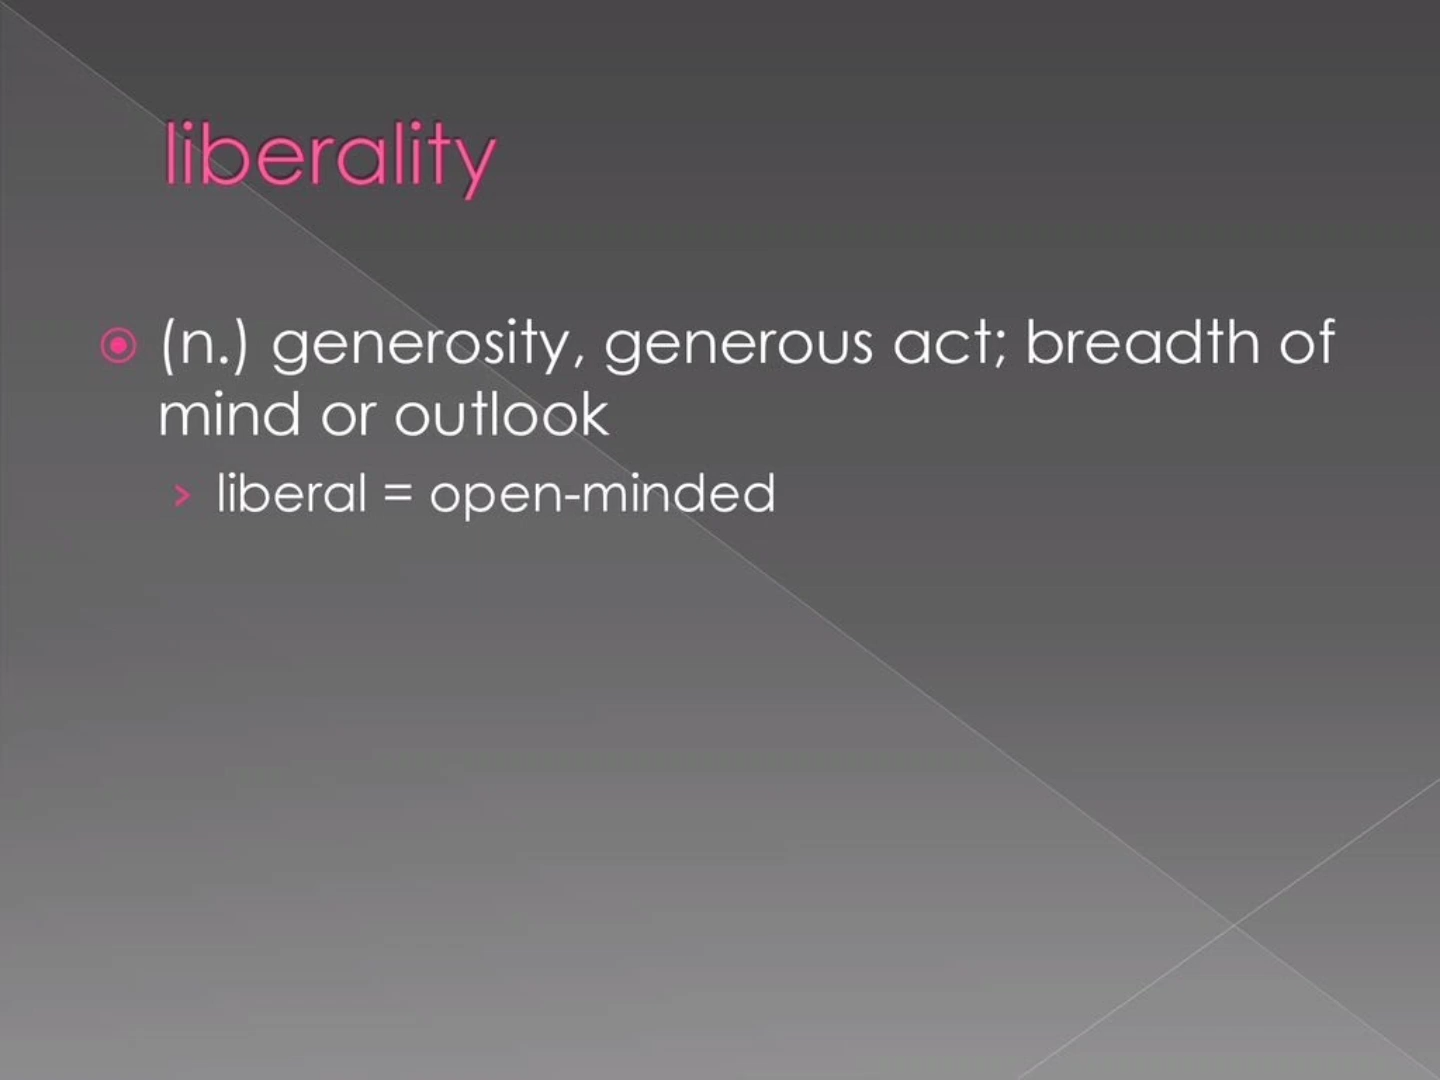 liberality
(n.) generosity, generous act; breadth of
mind or outlook
liberal = open-minded